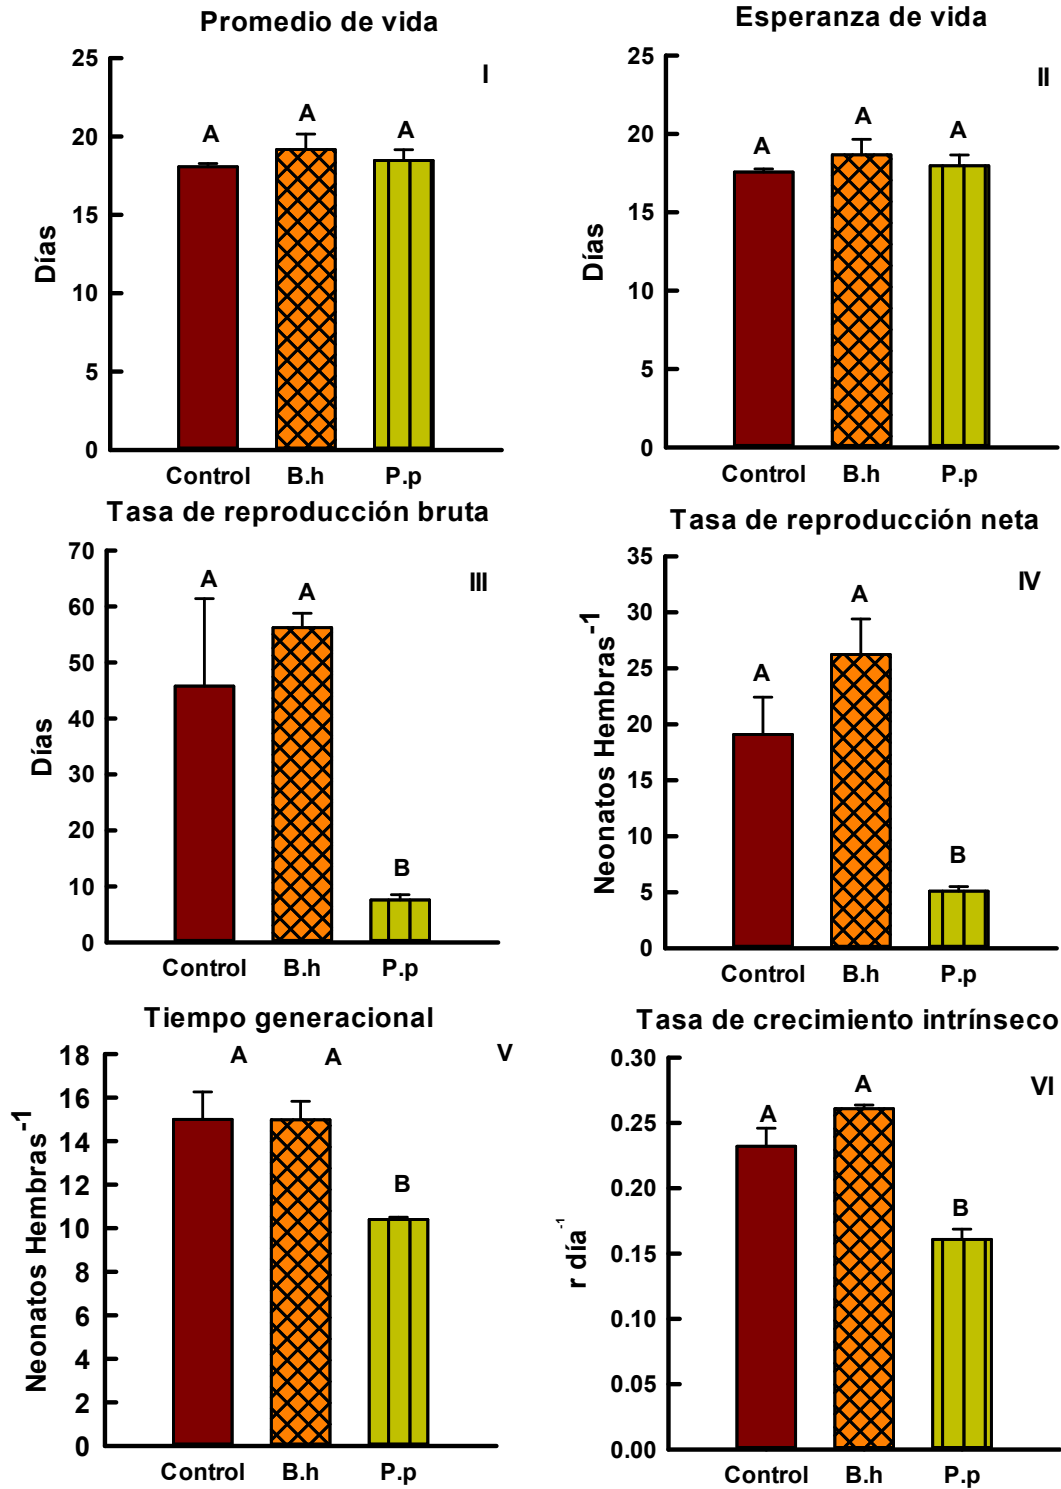 Promedio de vida
I
25
20
15
10
5
0
Días
A
A
A
Control B.h P.p
Esperanza de vida
II
25
20
15
10
5
0
Días
A
A
A
Control B.h P.p
Tasa de reproducción bruta
III
70
60
50
40
30
20
10
0
Días
A
A
B
Control B.h P.p
Tasa de reproducción neta
IV
35
30
25
20
15
10
5
0
Neonatos Hembras-1
A
A
B
Control B.h P.p
Tiempo generacional
V
18
16
14
12
10
8
6
4
2
0
Neonatos Hembras-1
A
A
B
Control B.h P.p
Tasa de crecimiento intrínseco
VI
0.30
0.25
0.20
0.15
0.10
0.05
0.00
r día-1
A
A
B
Control B.h P.p